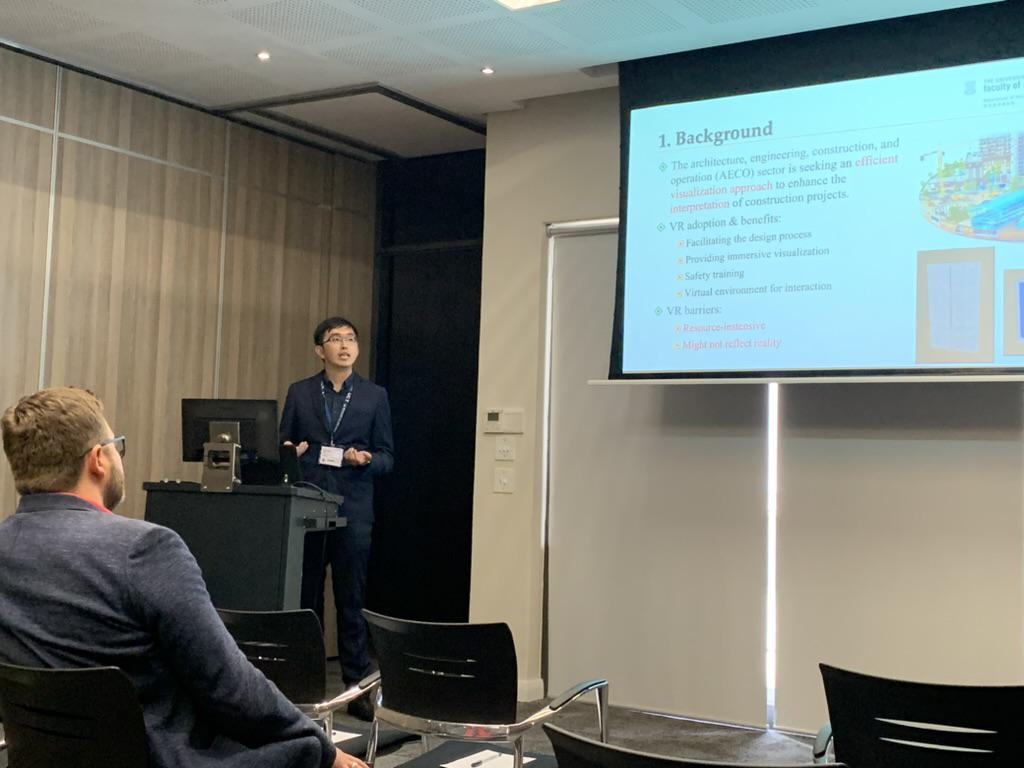 THE UNIVERSI
faculty of
1. Background
The architecture, engineering, construction, and
operation (AECO) sector is seeking an efficient
visualization approach to enhance the
interpretation of construction projects.
VR adoption & benefits:
Facilitating the design process
Providing immersive visualization
Safety training
Virtual environment for interaction
VR barriers:
Resource-intensive
Might not reflect reality